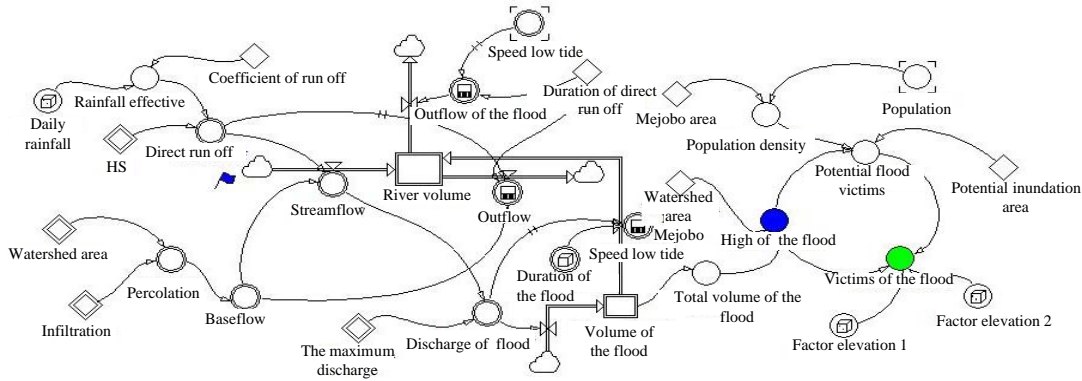 Speed low tide
Coefficient of run off
Rainfall effective
Daily
rainfall
Outflow of the flood
Duration of direct
run off
Mejobo area
Population
HS
Direct run off
Population density
Potential flood
victims
Potential inundation
area
River volume
Streamflow
Outflow
Watershed
area
Mejobo
Speed low tide
High of the flood
Watershed area
Percolation
Infiltration
Baseflow
Duration of
the flood
Victims of the flood
Total volume of the
flood
Factor elevation 2
Factor elevation 1
The maximum
discharge
Discharge of flood
Volume of
the flood